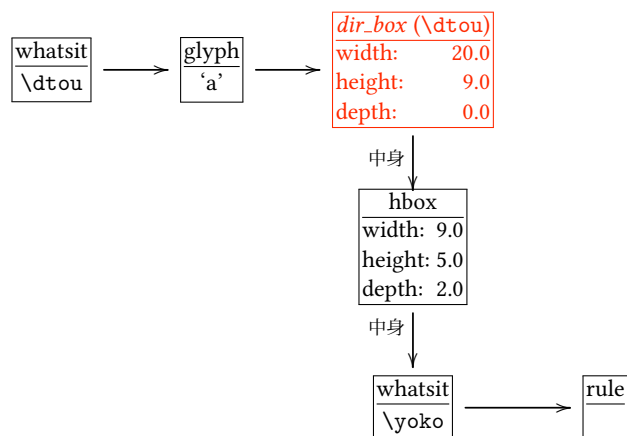 whatsit
\dtou
glyph
‘a’
dir_box (\dtou)
width: 20.0
height: 9.0
depth: 0.0
中身
hbox
width: 9.0
height: 5.0
depth: 2.0
中身
whatsit
\yoko
rule